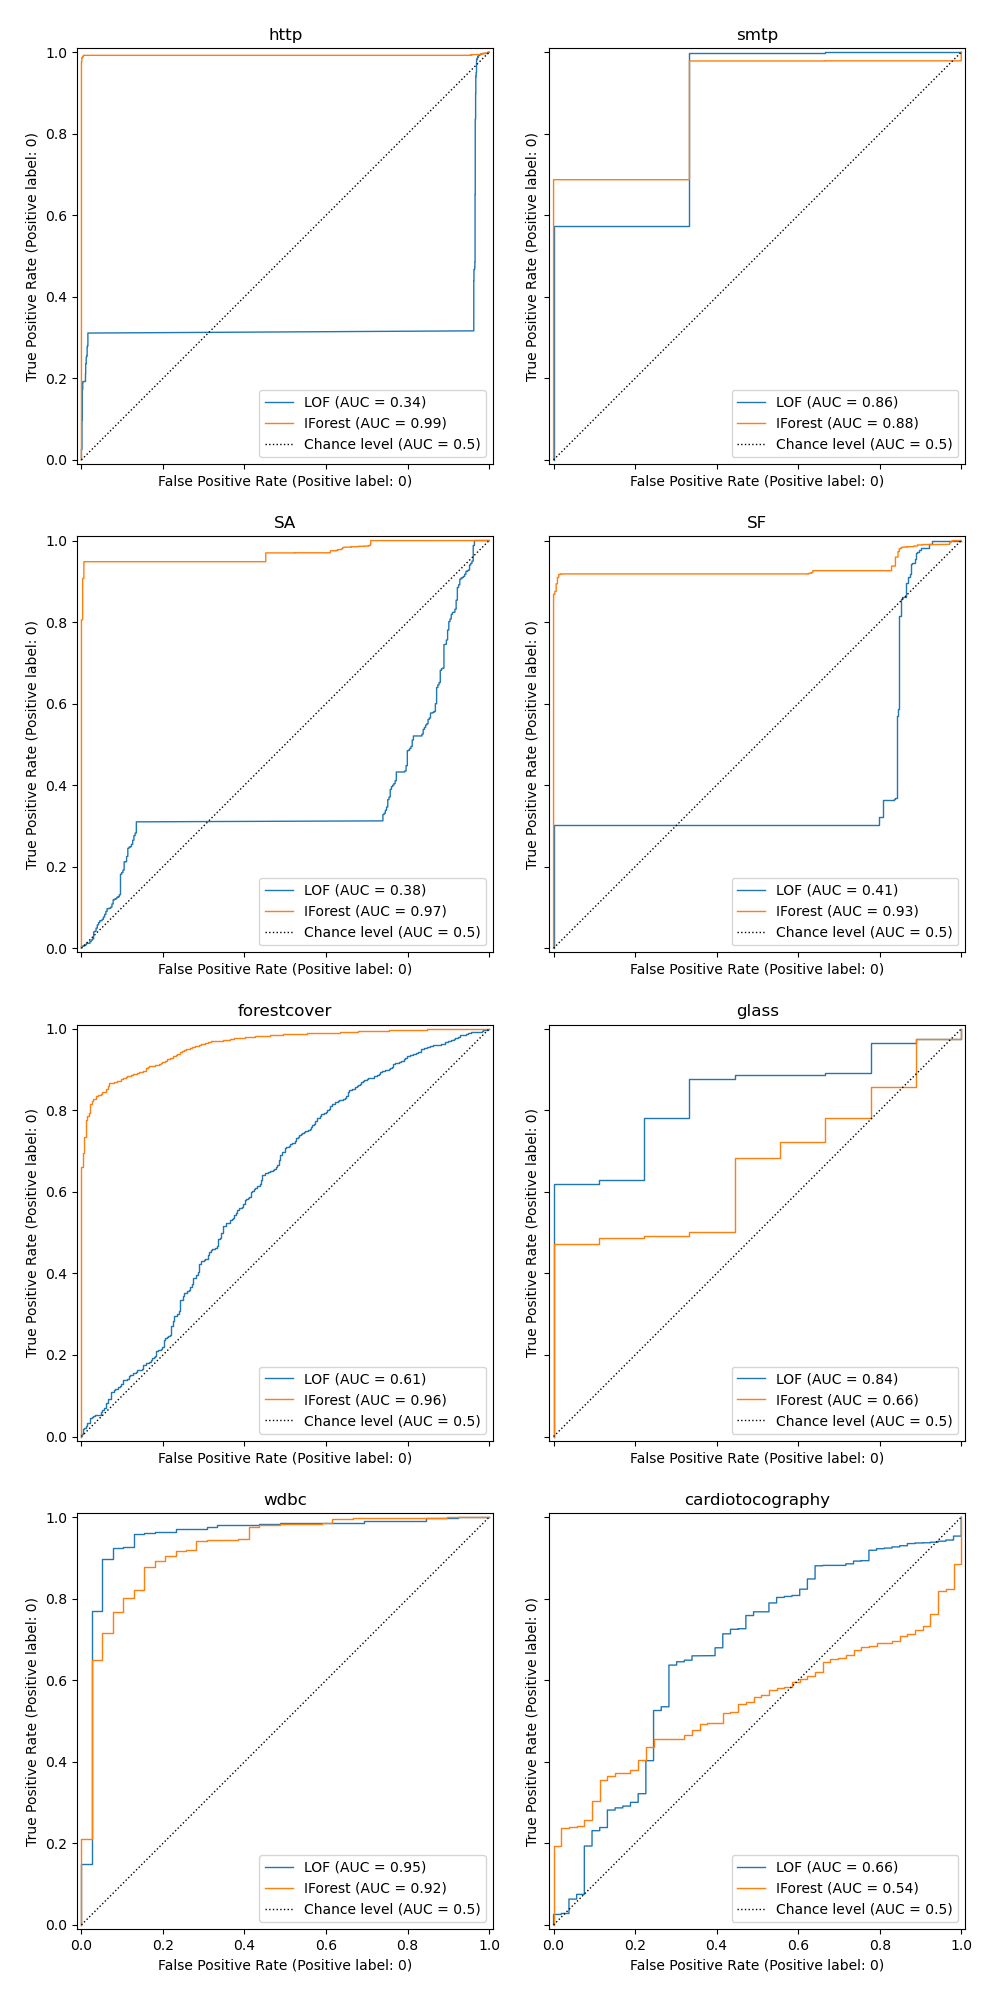 http
True Positive Rate (Positive label: 0)
1.0
0.8
0.6
0.4
0.2
0.0
LOF (AUC = 0.34)
IForest (AUC = 0.99)
Chance level (AUC = 0.5)
False Positive Rate (Positive label: 0)
smtp
True Positive Rate (Positive label: 0)
LOF (AUC = 0.86)
IForest (AUC = 0.88)
Chance level (AUC = 0.5)
False Positive Rate (Positive label: 0)
SA
True Positive Rate (Positive label: 0)
1.0
0.8
0.6
0.4
0.2
0.0
LOF (AUC = 0.38)
IForest (AUC = 0.97)
Chance level (AUC = 0.5)
False Positive Rate (Positive label: 0)
SF
True Positive Rate (Positive label: 0)
LOF (AUC = 0.41)
IForest (AUC = 0.93)
Chance level (AUC = 0.5)
False Positive Rate (Positive label: 0)
forestcover
True Positive Rate (Positive label: 0)
1.0
0.8
0.6
0.4
0.2
0.0
LOF (AUC = 0.61)
IForest (AUC = 0.96)
Chance level (AUC = 0.5)
False Positive Rate (Positive label: 0)
glass
True Positive Rate (Positive label: 0)
LOF (AUC = 0.84)
IForest (AUC = 0.66)
Chance level (AUC = 0.5)
False Positive Rate (Positive label: 0)
wdbc
True Positive Rate (Positive label: 0)
1.0
0.8
0.6
0.4
0.2
0.0
LOF (AUC = 0.95)
IForest (AUC = 0.92)
Chance level (AUC = 0.5)
0.0 0.2 0.4 0.6 0.8 1.0
False Positive Rate (Positive label: 0)
cardiotocography
True Positive Rate (Positive label: 0)
LOF (AUC = 0.66)
IForest (AUC = 0.54)
Chance level (AUC = 0.5)
0.0 0.2 0.4 0.6 0.8 1.0
False Positive Rate (Positive label: 0)